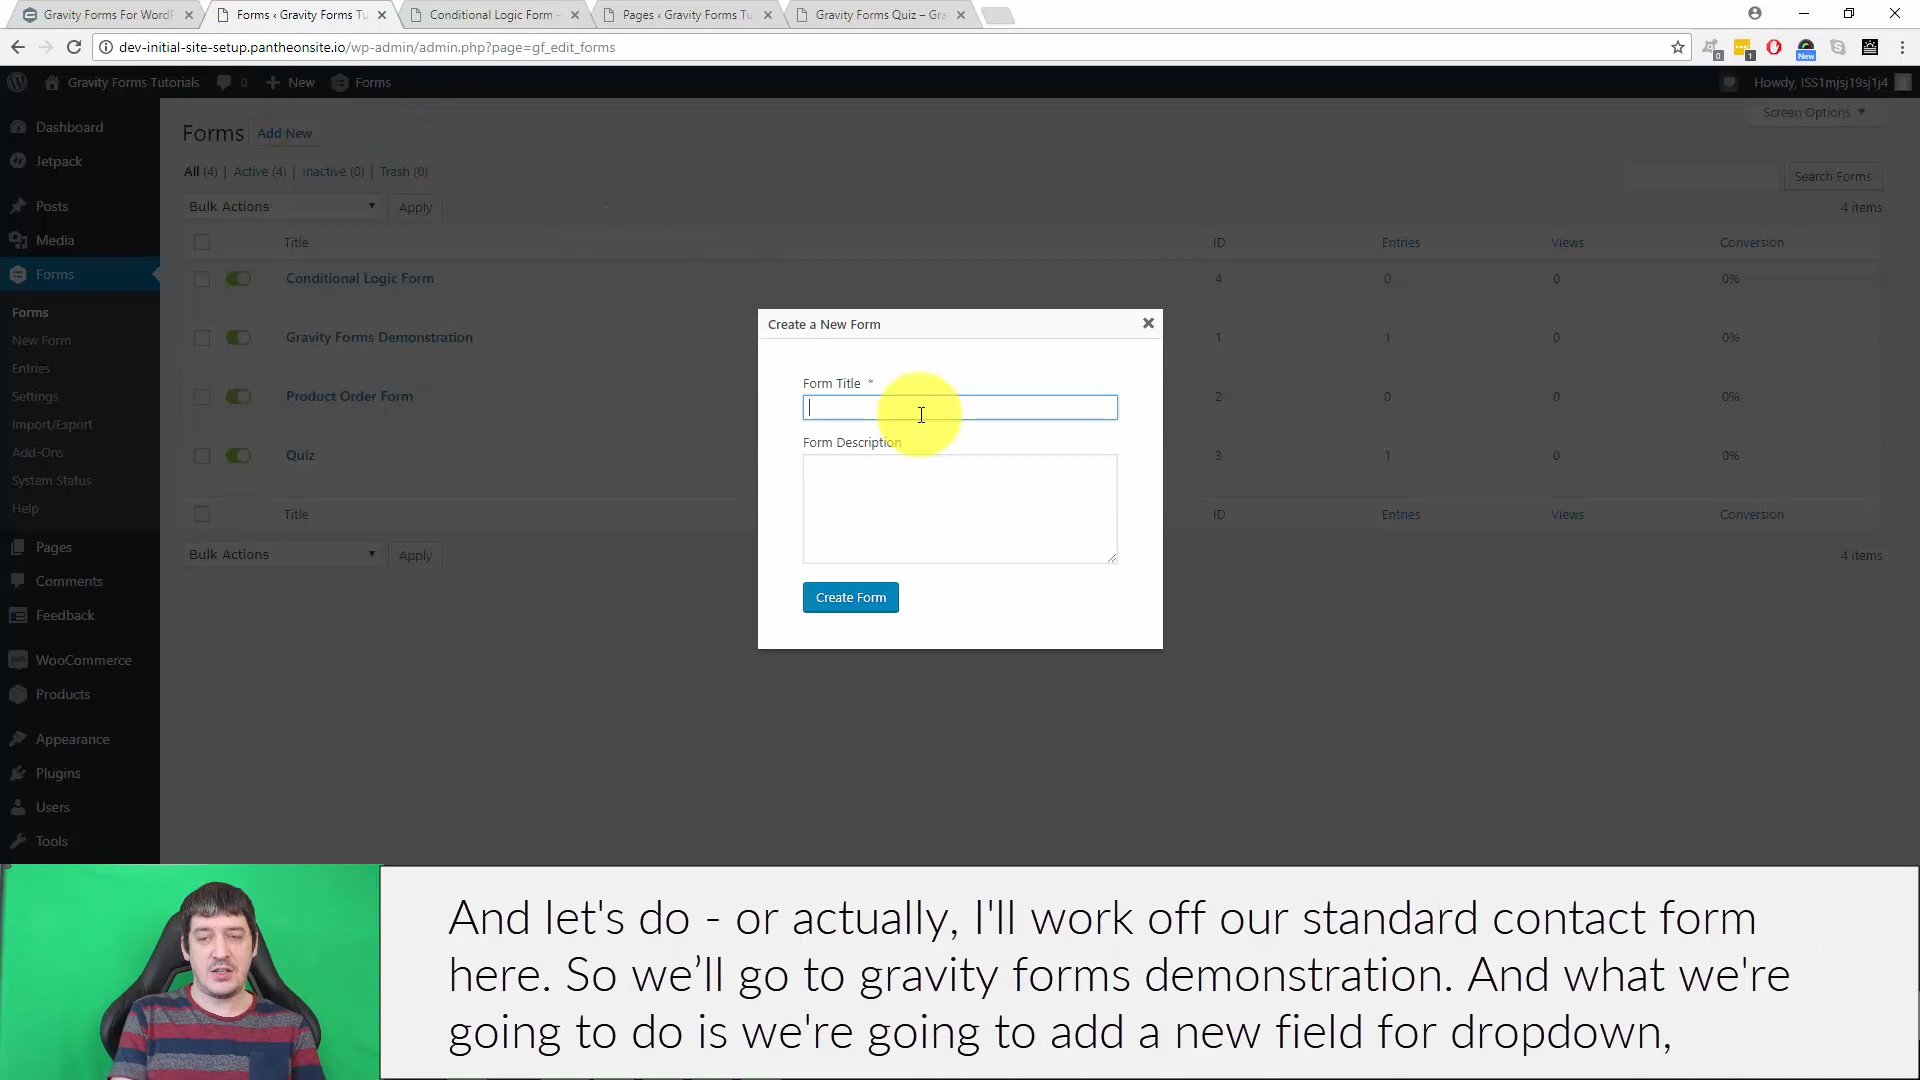 Gravity Forms For WordP
Forms ‹ Gravity Forms Tu
Conditional Logic Form –
Pages ‹ Gravity Forms Tu
Gravity Forms Quiz – Gra
dev-initial-site-setup.pantheonsite.io/wp-admin/admin.php?page=gf_edit_forms
0
1
New
Gravity Forms Tutorials
0
New
Forms
Howdy, ISS1mjsj19sj1j4
Dashboard
Jetpack
Posts
Media
Forms
Forms
New Form
Entries
Settings
Import/Export
Add-Ons
System Status
Help
Pages
Comments
Feedback
WooCommerce
Products
Appearance
Plugins
Users
Tools
Screen Options
Forms Add New
All (4) | Active (4) | Inactive (0) | Trash (0)
Search Forms
Bulk Actions Apply
4 items
Title ID Entries Views Conversion
Conditional Logic Form 4 0 0 0%
Gravity Forms Demonstration 1 1 0 0%
Product Order Form 2 0 0 0%
Quiz 3 1 0 0%
Title ID Entries Views Conversion
Bulk Actions Apply
4 items
Create a New Form
Form Title *
Form Description
Create Form
And let's do - or actually, I'll work off our standard contact form
here. So we’ll go to gravity forms demonstration. And what we're
going to do is we're going to add a new field for dropdown,